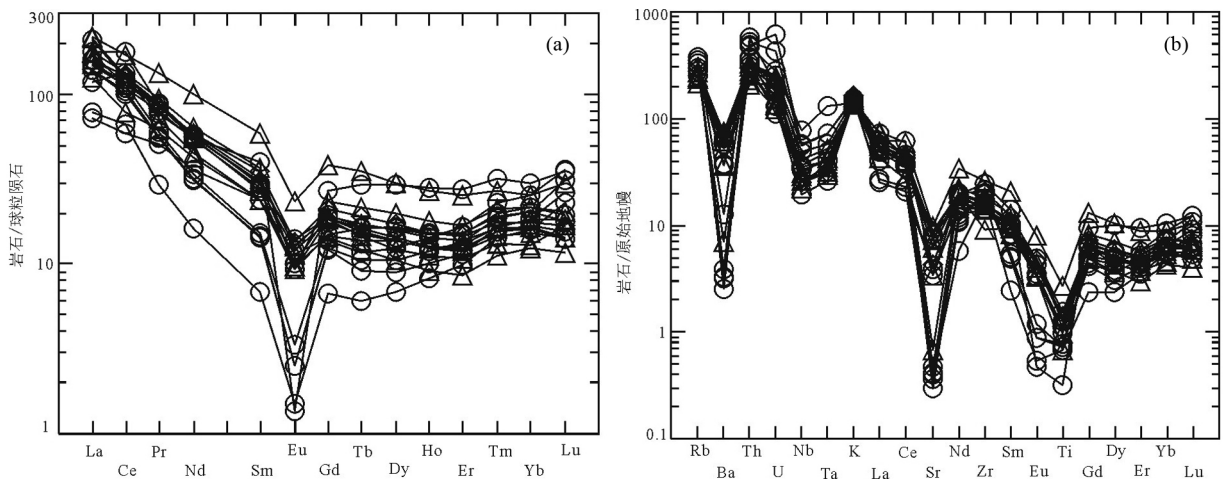 (a)
300
100
10
1
岩石/球粒陨石
La Ce Pr Nd Sm Eu Gd Tb Dy Ho Er Tm Yb Lu
(b)
1000
100
10
1
0.1
岩石/原始地幔
Rb Ba Th U Nb Ta K La Ce Sr Nd Zr Sm Eu Ti Gd Dy Er Yb Lu